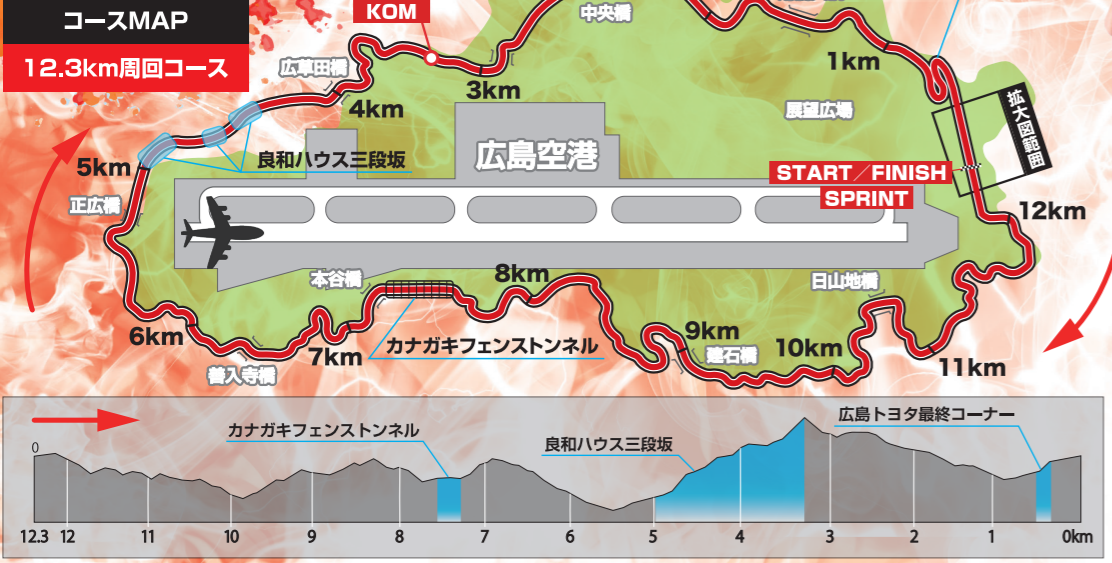 コースMAP
12.3km周回コース
KOM
中央橋
広草田橋
1km
3km
4km
展望広場
拡大図範囲
5km
良和ハウス三段坂
広島空港
START/FINISH
SPRINT
正広橋
12km
本谷橋
8km
日山地橋
6km
7km
カナガキフェンストンネル
9km
建石橋
10km
11km
善入寺橋
カナガキフェンストンネル
良和ハウス三段坂
広島トヨタ最終コーナー
0
12.3 12 11 10 9 8 7 6 5 4 3 2 1 0km